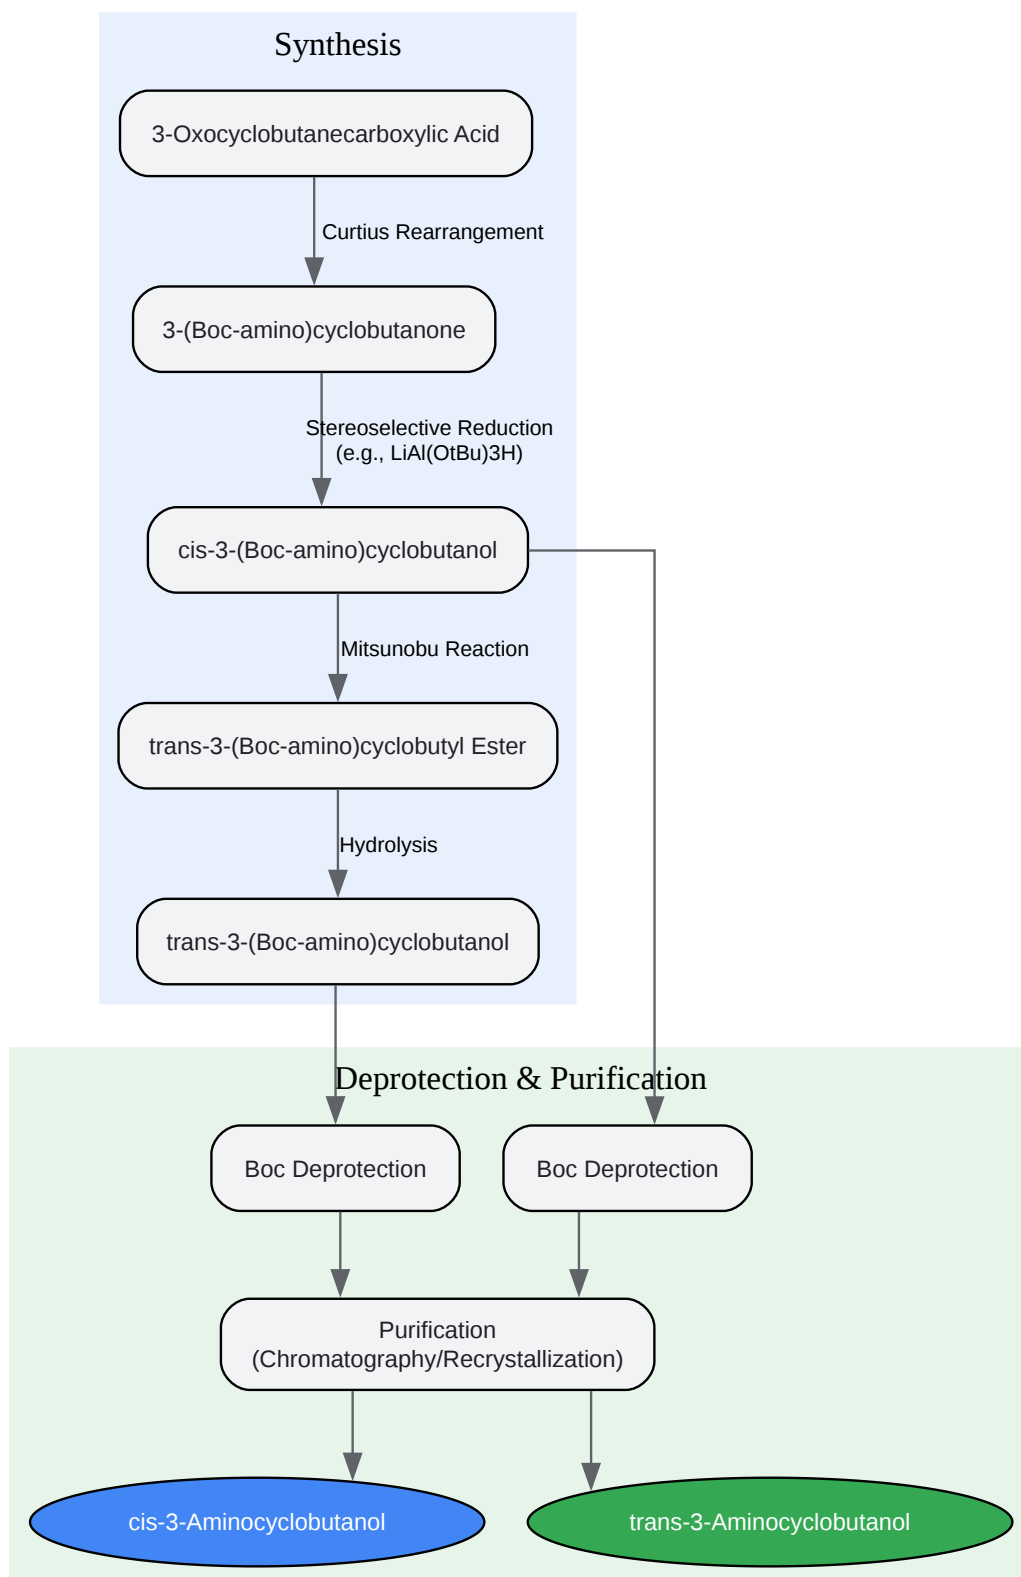 Synthesis
3-Oxocyclobutanecarboxylic Acid
Curtius Rearrangement
3-(Boc-amino)cyclobutanone
Stereoselective Reduction
(e.g., LiAl(OtBu)3H)
cis-3-(Boc-amino)cyclobutanol
Mitsunobu Reaction
trans-3-(Boc-amino)cyclobutyl Ester
Hydrolysis
trans-3-(Boc-amino)cyclobutanol
Deprotection & Purification
Boc Deprotection
Boc Deprotection
Purification
(Chromatography/Recrystallization)
cis-3-Aminocyclobutanol
trans-3-Aminocyclobutanol